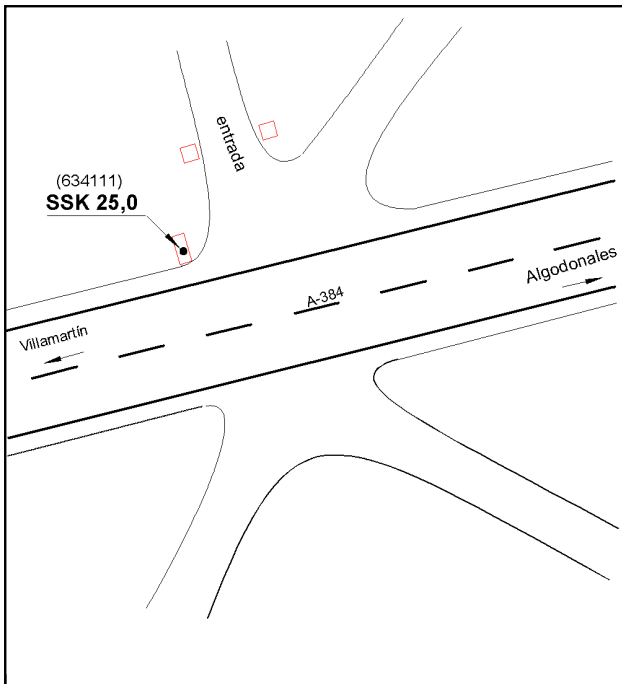 entrada
(634111)
SSK 25,0
Algodonales
A-384
Villamartín